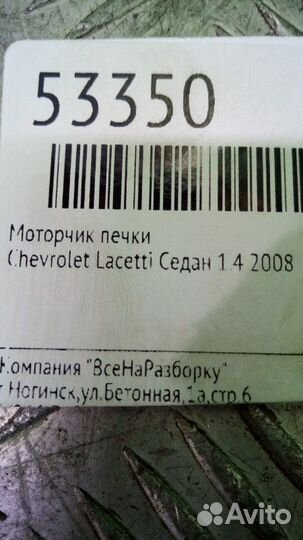 53350
Моторчик печки
Chevrolet Lacetti Седан 1.4 2008
Компания "ВсеНаРазборку"
г Ногинск,ул.Бетонная,1а,стр.6
Avito